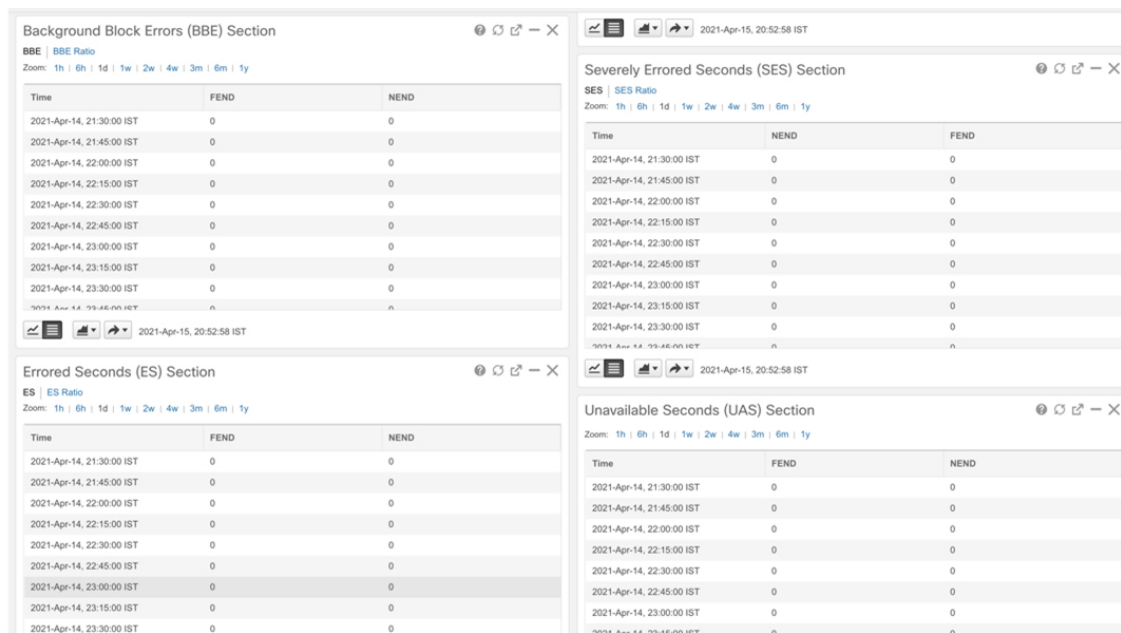 Background Block Errors (BBE) Section
BBE | BBE Ratio
Zoom: 1h | 6h | 1d | 1w | 2w | 4w | 3m | 6m | 1y
Time FEND NEND
2021-Apr-14, 21:30:00 IST 0 0
2021-Apr-14, 21:45:00 IST 0 0
2021-Apr-14, 22:00:00 IST 0 0
2021-Apr-14, 22:15:00 IST 0 0
2021-Apr-14, 22:30:00 IST 0 0
2021-Apr-14, 22:45:00 IST 0 0
2021-Apr-14, 23:00:00 IST 0 0
2021-Apr-14, 23:15:00 IST 0 0
2021-Apr-14, 23:30:00 IST 0 0
2021-Apr-14, 23:45:00 IST 0 0
2021-Apr-15, 20:52:58 IST
Errored Seconds (ES) Section
ES | ES Ratio
Zoom: 1h | 6h | 1d | 1w | 2w | 4w | 3m | 6m | 1y
Time FEND NEND
2021-Apr-14, 21:30:00 IST 0 0
2021-Apr-14, 21:45:00 IST 0 0
2021-Apr-14, 22:00:00 IST 0 0
2021-Apr-14, 22:15:00 IST 0 0
2021-Apr-14, 22:30:00 IST 0 0
2021-Apr-14, 22:45:00 IST 0 0
2021-Apr-14, 23:00:00 IST 0 0
2021-Apr-14, 23:15:00 IST 0 0
2021-Apr-14, 23:30:00 IST 0 0
2021-Apr-15, 20:52:58 IST
Severely Errored Seconds (SES) Section
SES | SES Ratio
Zoom: 1h | 6h | 1d | 1w | 2w | 4w | 3m | 6m | 1y
Time NEND FEND
2021-Apr-14, 21:30:00 IST 0 0
2021-Apr-14, 21:45:00 IST 0 0
2021-Apr-14, 22:00:00 IST 0 0
2021-Apr-14, 22:15:00 IST 0 0
2021-Apr-14, 22:30:00 IST 0 0
2021-Apr-14, 22:45:00 IST 0 0
2021-Apr-14, 23:00:00 IST 0 0
2021-Apr-14, 23:15:00 IST 0 0
2021-Apr-14, 23:30:00 IST 0 0
2021-Apr-14, 23:45:00 IST 0 0
2021-Apr-15, 20:52:58 IST
Unavailable Seconds (UAS) Section
Zoom: 1h | 6h | 1d | 1w | 2w | 4w | 3m | 6m | 1y
Time FEND NEND
2021-Apr-14, 21:30:00 IST 0 0
2021-Apr-14, 21:45:00 IST 0 0
2021-Apr-14, 22:00:00 IST 0 0
2021-Apr-14, 22:15:00 IST 0 0
2021-Apr-14, 22:30:00 IST 0 0
2021-Apr-14, 22:45:00 IST 0 0
2021-Apr-14, 23:00:00 IST 0 0